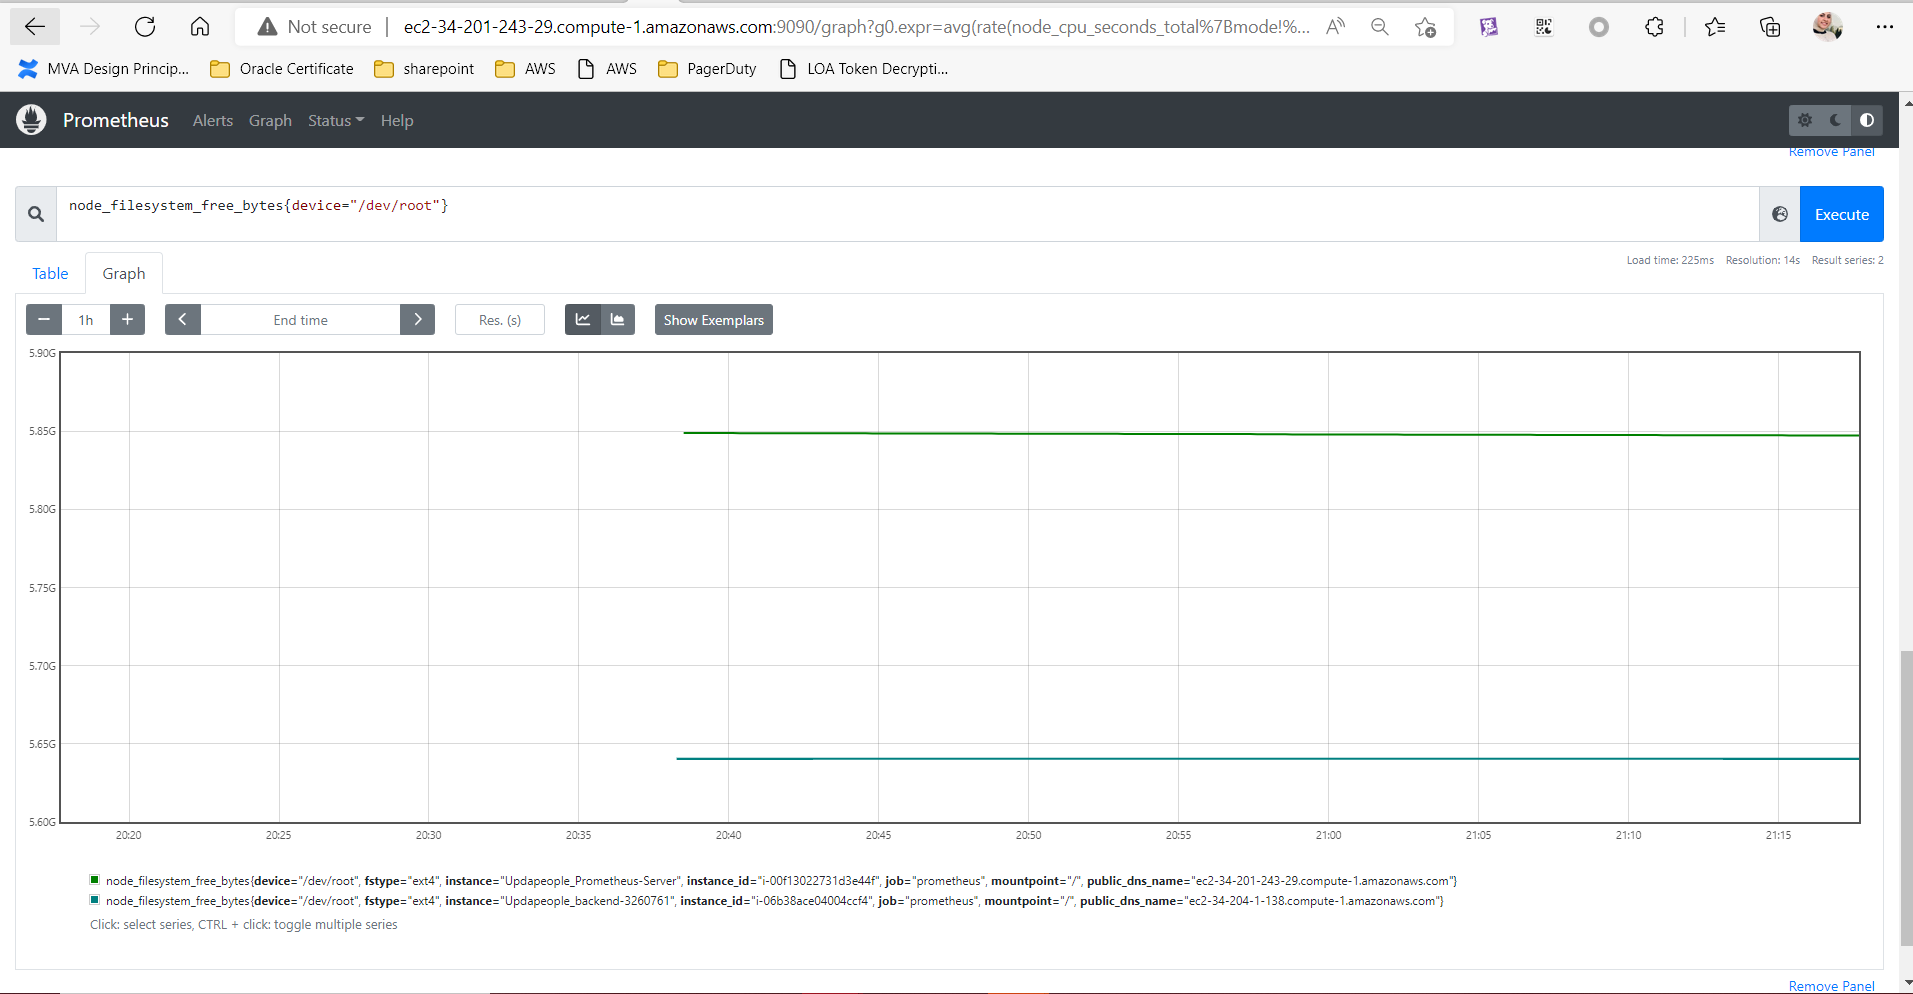 Not secure
ec2-34-201-243-29.compute-1.amazonaws.com:9090/graph?g0.expr=avg(rate(node_cpu_seconds_total%7Bmode!%...
MVA Design Princip...
Oracle Certificate
sharepoint
AWS
AWS
PagerDuty
LOA Token Decrypti...
Prometheus
Alerts
Graph
Status
Help
Remove Panel
node_filesystem_free_bytes{device="/dev/root"}
Execute
Table
Graph
Load time: 225ms
Resolution: 14s
Result series: 2
1h
End time
Res. (s)
Show Exemplars
5.90G
5.85G
5.80G
5.75G
5.70G
5.65G
5.60G
20:20
20:25
20:30
20:35
20:40
20:45
20:50
20:55
21:00
21:05
21:10
21:15
node_filesystem_free_bytes{device="/dev/root", fstype="ext4", instance="Updapeople_Prometheus-Server", instance_id="i-00f13022731d3e44f", job="prometheus", mountpoint="/", public_dns_name="ec2-34-201-243-29.compute-1.amazonaws.com"}
node_filesystem_free_bytes{device="/dev/root", fstype="ext4", instance="Updapeople_backend-3260761", instance_id="i-06b38ace04004ccf4", job="prometheus", mountpoint="/", public_dns_name="ec2-34-204-1-138.compute-1.amazonaws.com"}
Click: select series, CTRL + click: toggle multiple series
Remove Panel